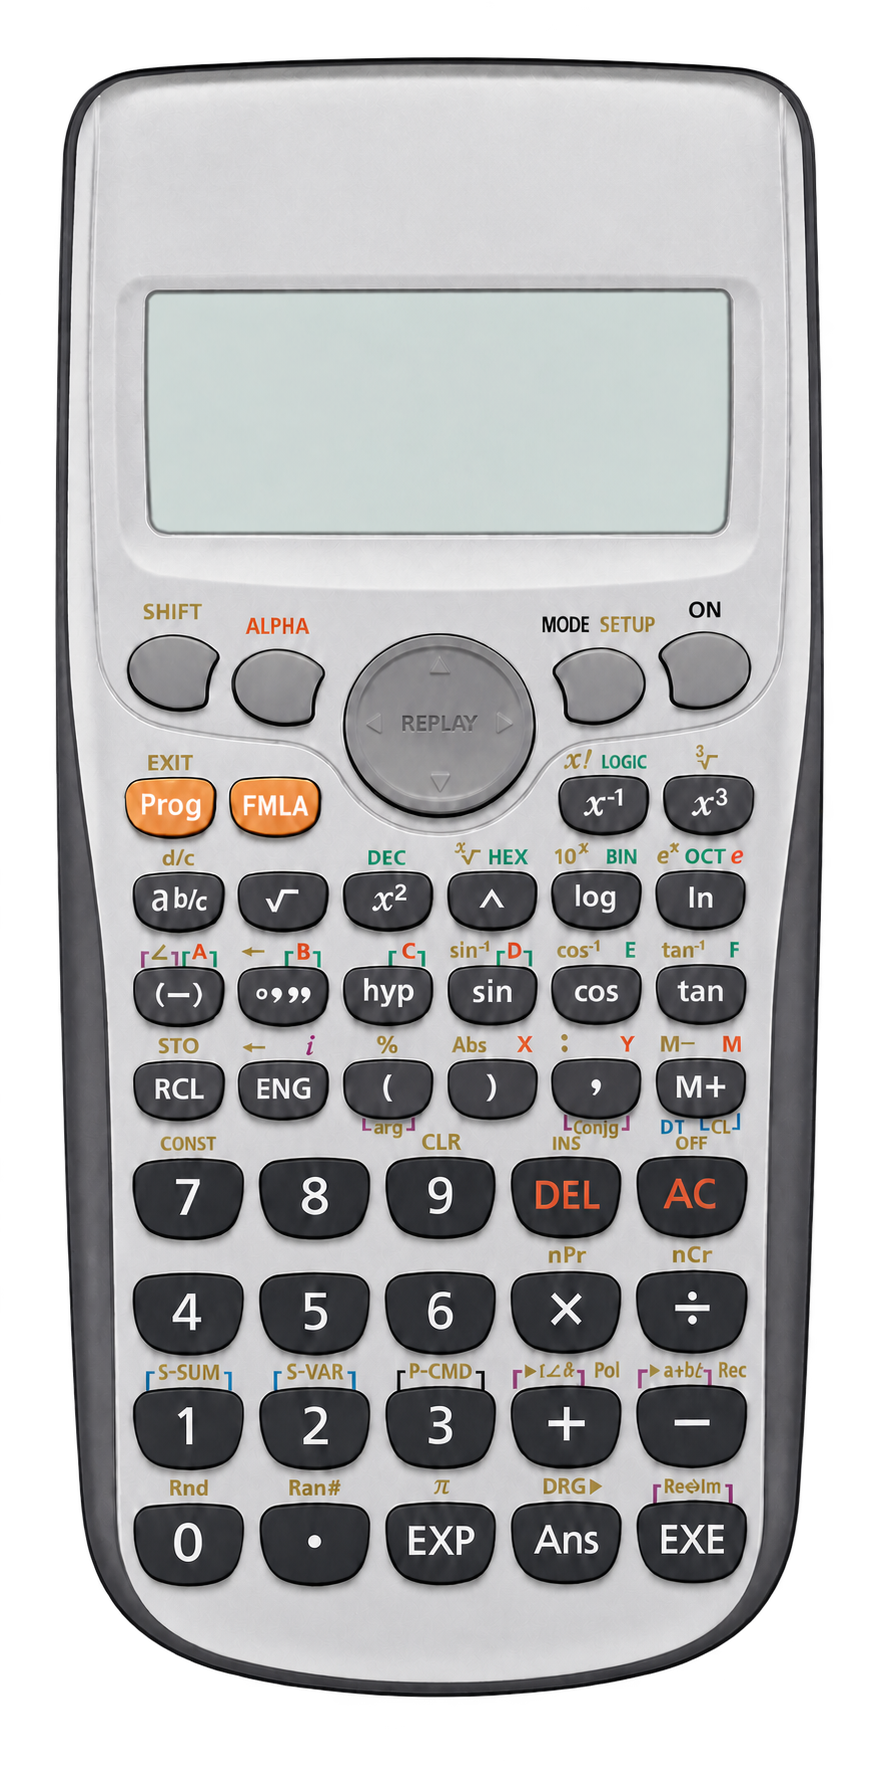 SHIFT ALPHA MODE SETUP ON
REPLAY
EXIT x! LOGIC ³√
Prog FMLA x⁻¹ x³
d/c DEC ˣ√ HEX 10ˣ BIN eˣ OCT e
a b/c √ x² ^ log ln
∠ A ← B C sin⁻¹ D cos⁻¹ E tan⁻¹ F
(−) °,,, hyp sin cos tan
STO ← i % Abs X : Y M− M
RCL ENG ( ) , M+
arg Conjg DT CL
CONST CLR INS OFF
7 8 9 DEL AC
nPr nCr
4 5 6 × ÷
S-SUM S-VAR P-CMD Pol ▶a+bi Rec
1 2 3 + −
Rnd Ran# π DRG▶ Re⇔Im
0 • EXP Ans EXE